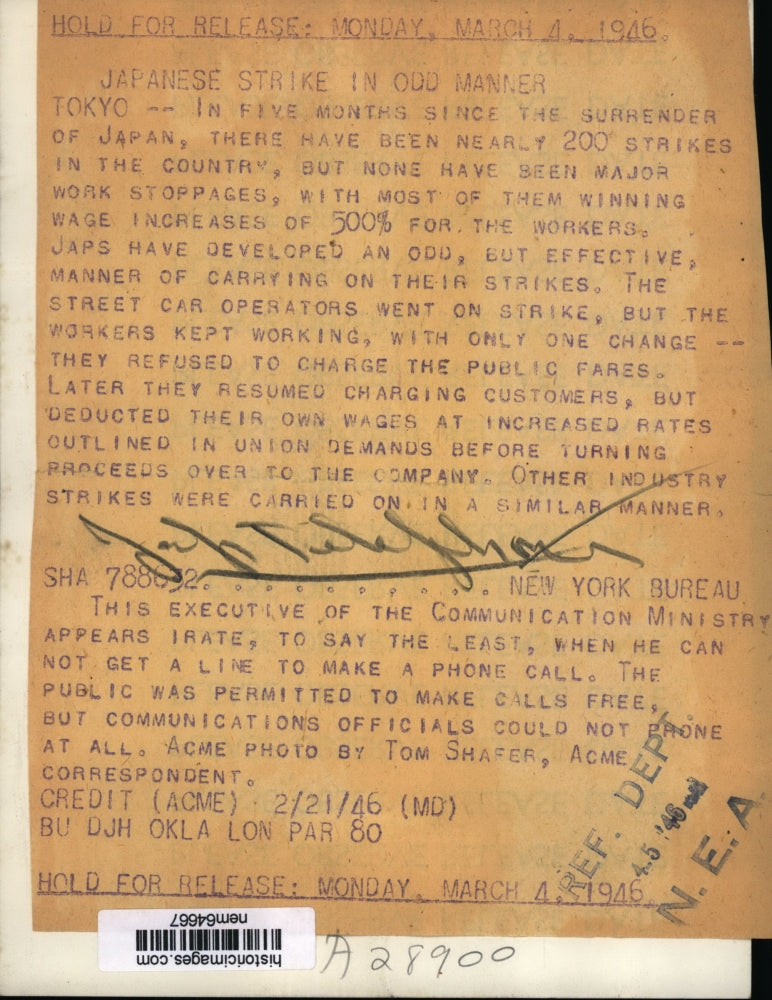 HOLD FOR RELEASE: MONDAY, MARCH 4, 1946.
JAPANESE STRIKE IN ODD MANNER
TOKYO -- IN FIVE MONTHS SINCE THE SURRENDER
OF JAPAN, THERE HAVE BEEN NEARLY 200 STRIKES
IN THE COUNTRY, BUT NONE HAVE BEEN MAJOR
WORK STOPPAGES, WITH MOST OF THEM WINNING
WAGE INCREASES OF 500% FOR THE WORKERS.
JAPS HAVE DEVELOPED AN ODD, BUT EFFECTIVE,
MANNER OF CARRYING ON THEIR STRIKES. THE
STREET CAR OPERATORS WENT ON STRIKE, BUT THE
WORKERS KEPT WORKING, WITH ONLY ONE CHANGE --
THEY REFUSED TO CHARGE THE PUBLIC FARES.
LATER THEY RESUMED CHARGING CUSTOMERS, BUT
DEDUCTED THEIR OWN WAGES AT INCREASED RATES
OUTLINED IN UNION DEMANDS BEFORE TURNING
PROCEEDS OVER TO THE COMPANY. OTHER INDUSTRY
STRIKES WERE CARRIED ON IN A SIMILAR MANNER.
SHA 788692. . . . . . . . . . . NEW YORK BUREAU
THIS EXECUTIVE OF THE COMMUNICATION MINISTRY
APPEARS IRATE, TO SAY THE LEAST, WHEN HE CAN
NOT GET A LINE TO MAKE A PHONE CALL. THE
PUBLIC WAS PERMITTED TO MAKE CALLS FREE,
BUT COMMUNICATIONS OFFICIALS COULD NOT PHONE
AT ALL. ACME PHOTO BY TOM SHAFER, ACME
CORRESPONDENT.
CREDIT (ACME) 2/21/46 (MD)
BU DJH OKLA LON PAR 80
REF. DEPT.
N.E.A.
HOLD FOR RELEASE: MONDAY, MARCH 4, 1946.
historicimages.com
nem64667
A28900